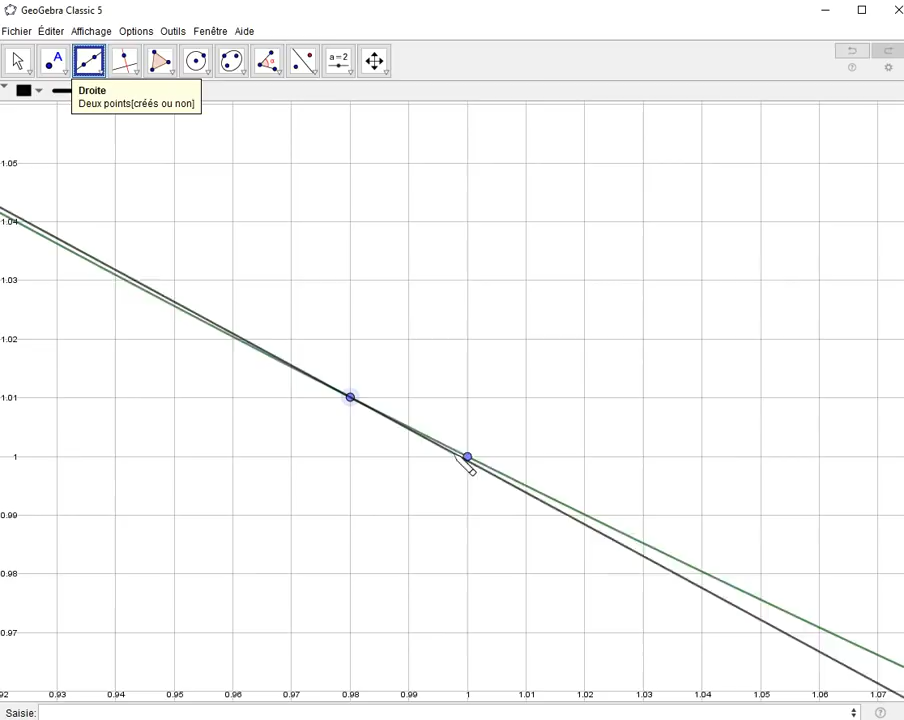 GeoGebra Classic 5
Fichier Éditer Affichage Options Outils Fenêtre Aide
A
α
a=2
Droite
Deux points[créés ou non]
1.05
1.04
1.03
1.02
1.01
1
0.99
0.98
0.97
92 0.93 0.94 0.95 0.96 0.97 0.98 0.99 1 1.01 1.02 1.03 1.04 1.05 1.06 1.07
Saisie: